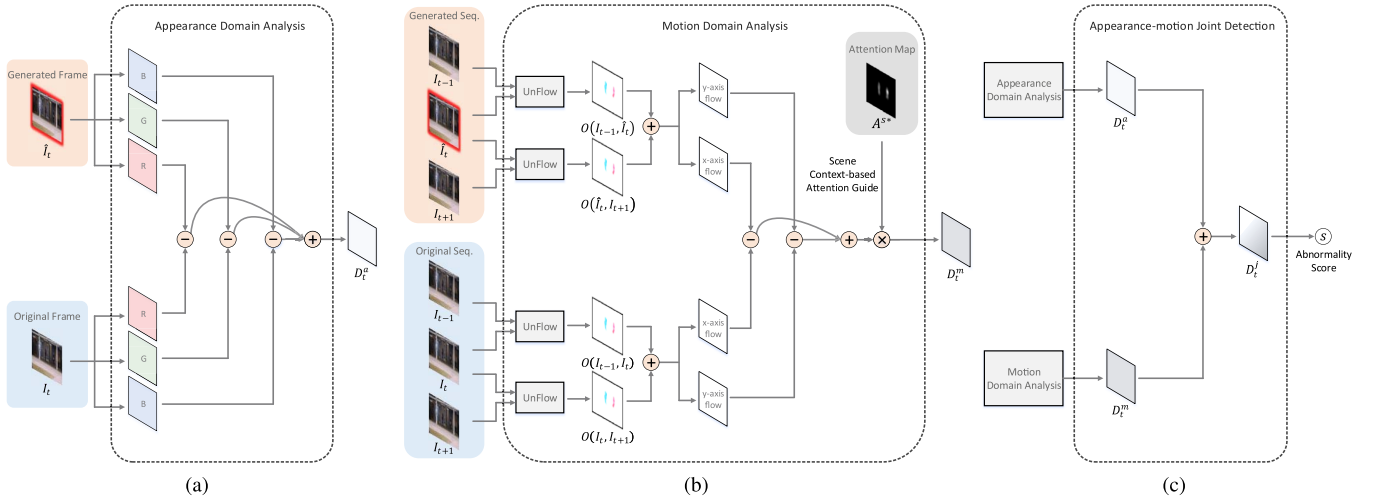 Appearance Domain Analysis
Generated Frame
Î_t
B
G
R
− − − +
D_t^a
Original Frame
I_t
R
G
B
(a)
Generated Seq.
I_{t−1}
Î_t
I_{t+1}
Original Seq.
I_{t−1}
I_t
I_{t+1}
Motion Domain Analysis
UnFlow
O(I_{t−1}, Î_t)
UnFlow
O(Î_t, I_{t+1})
+
y-axis
flow
x-axis
flow
Attention Map
A^{s*}
Scene
Context-based
Attention Guide
− − + ×
D_t^m
UnFlow
O(I_{t−1}, I_t)
UnFlow
O(I_t, I_{t+1})
+
x-axis
flow
y-axis
flow
(b)
Appearance-motion Joint Detection
Appearance
Domain Analysis
D_t^a
+
D_t^j
S
Abnormality
Score
Motion
Domain Analysis
D_t^m
(c)